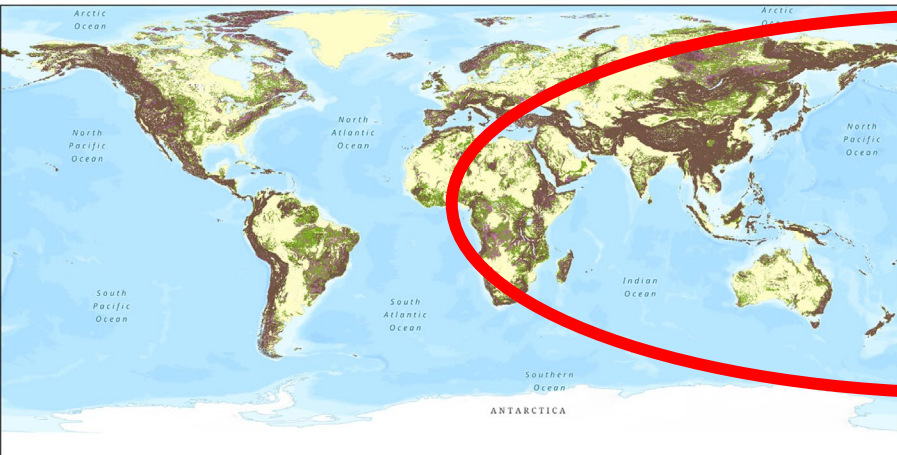 Arctic
Ocean
Arctic
North
Pacific
Ocean
North
Atlantic
Ocean
North
Pacific
Ocean
South
Pacific
Ocean
South
Atlantic
Ocean
Indian
Ocean
Southern
Ocean
ANTARCTICA